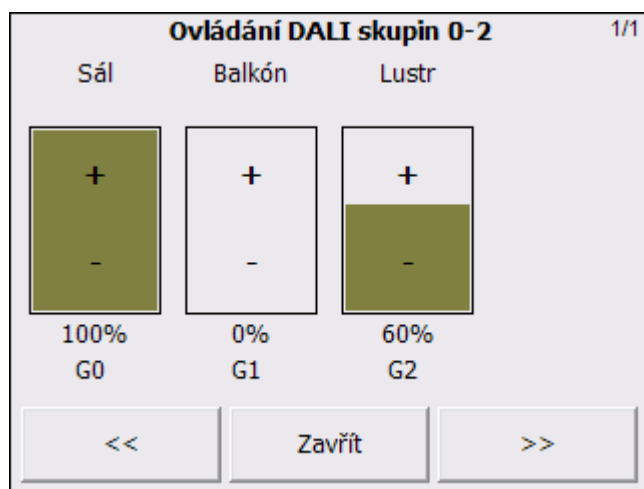 Ovládání DALI skupin 0-2 1/1
Sál Balkón Lustr
+ + +
- - -
100% 0% 60%
G0 G1 G2
<< Zavřít >>